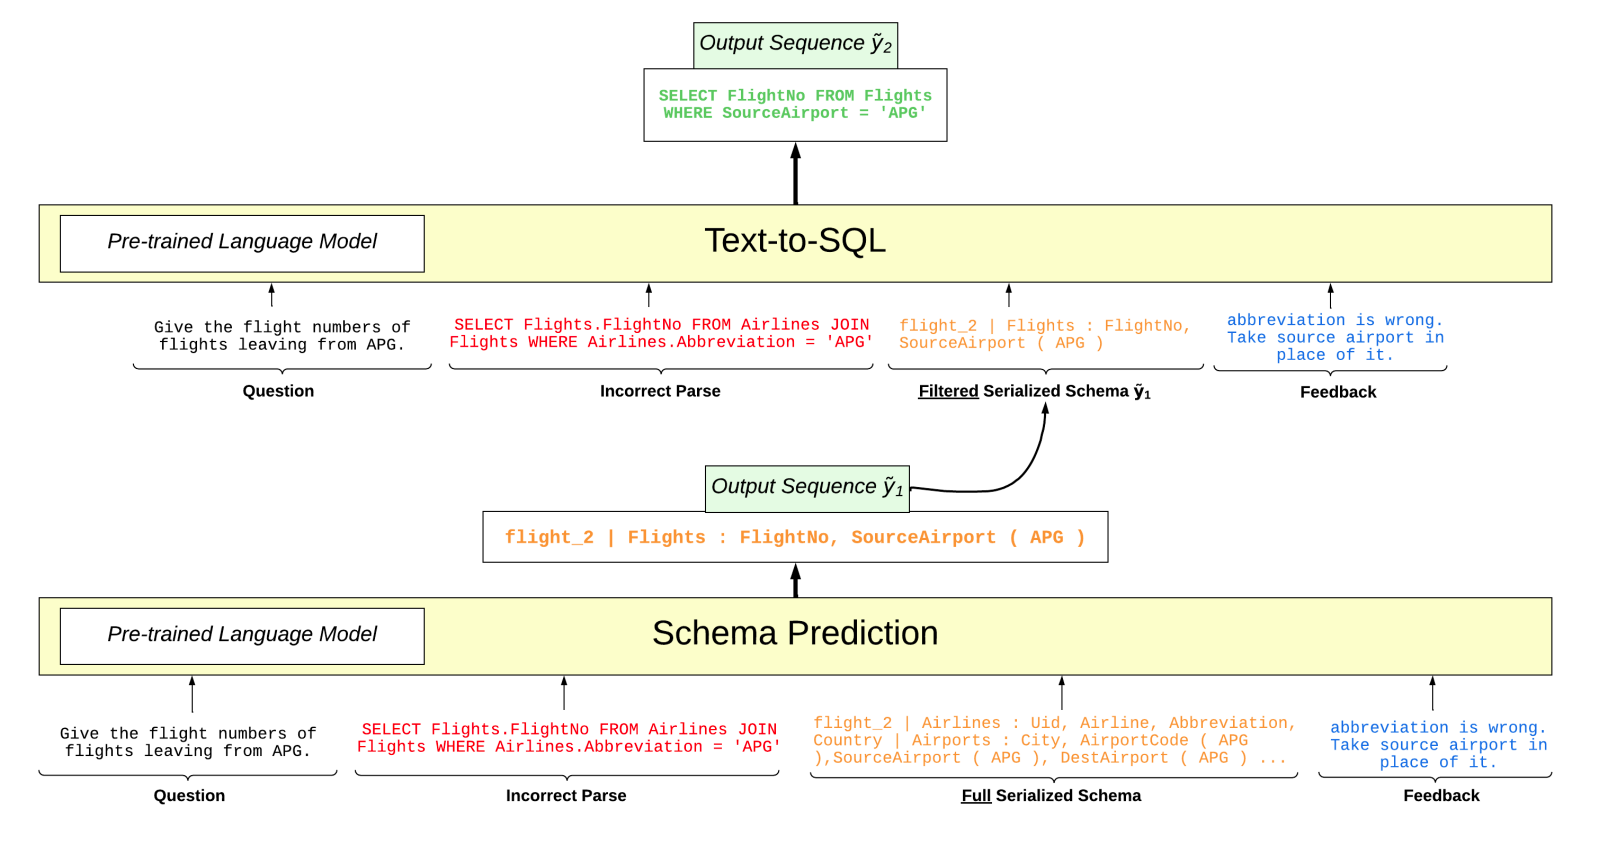 Output Sequence ỹ2
SELECT FlightNo FROM Flights
WHERE SourceAirport = 'APG'
Pre-trained Language Model
Text-to-SQL
Give the flight numbers of
flights leaving from APG.
Question
SELECT Flights.FlightNo FROM Airlines JOIN
Flights WHERE Airlines.Abbreviation = 'APG'
Incorrect Parse
flight_2 | Flights : FlightNo,
SourceAirport ( APG )
Filtered Serialized Schema ỹ1
abbreviation is wrong.
Take source airport in
place of it.
Feedback
Output Sequence ỹ1
flight_2 | Flights : FlightNo, SourceAirport ( APG )
Pre-trained Language Model
Schema Prediction
Give the flight numbers of
flights leaving from APG.
Question
SELECT Flights.FlightNo FROM Airlines JOIN
Flights WHERE Airlines.Abbreviation = 'APG'
Incorrect Parse
flight_2 | Airlines : Uid, Airline, Abbreviation,
Country | Airports : City, AirportCode ( APG
),SourceAirport ( APG ), DestAirport ( APG ) ...
Full Serialized Schema
abbreviation is wrong.
Take source airport in
place of it.
Feedback